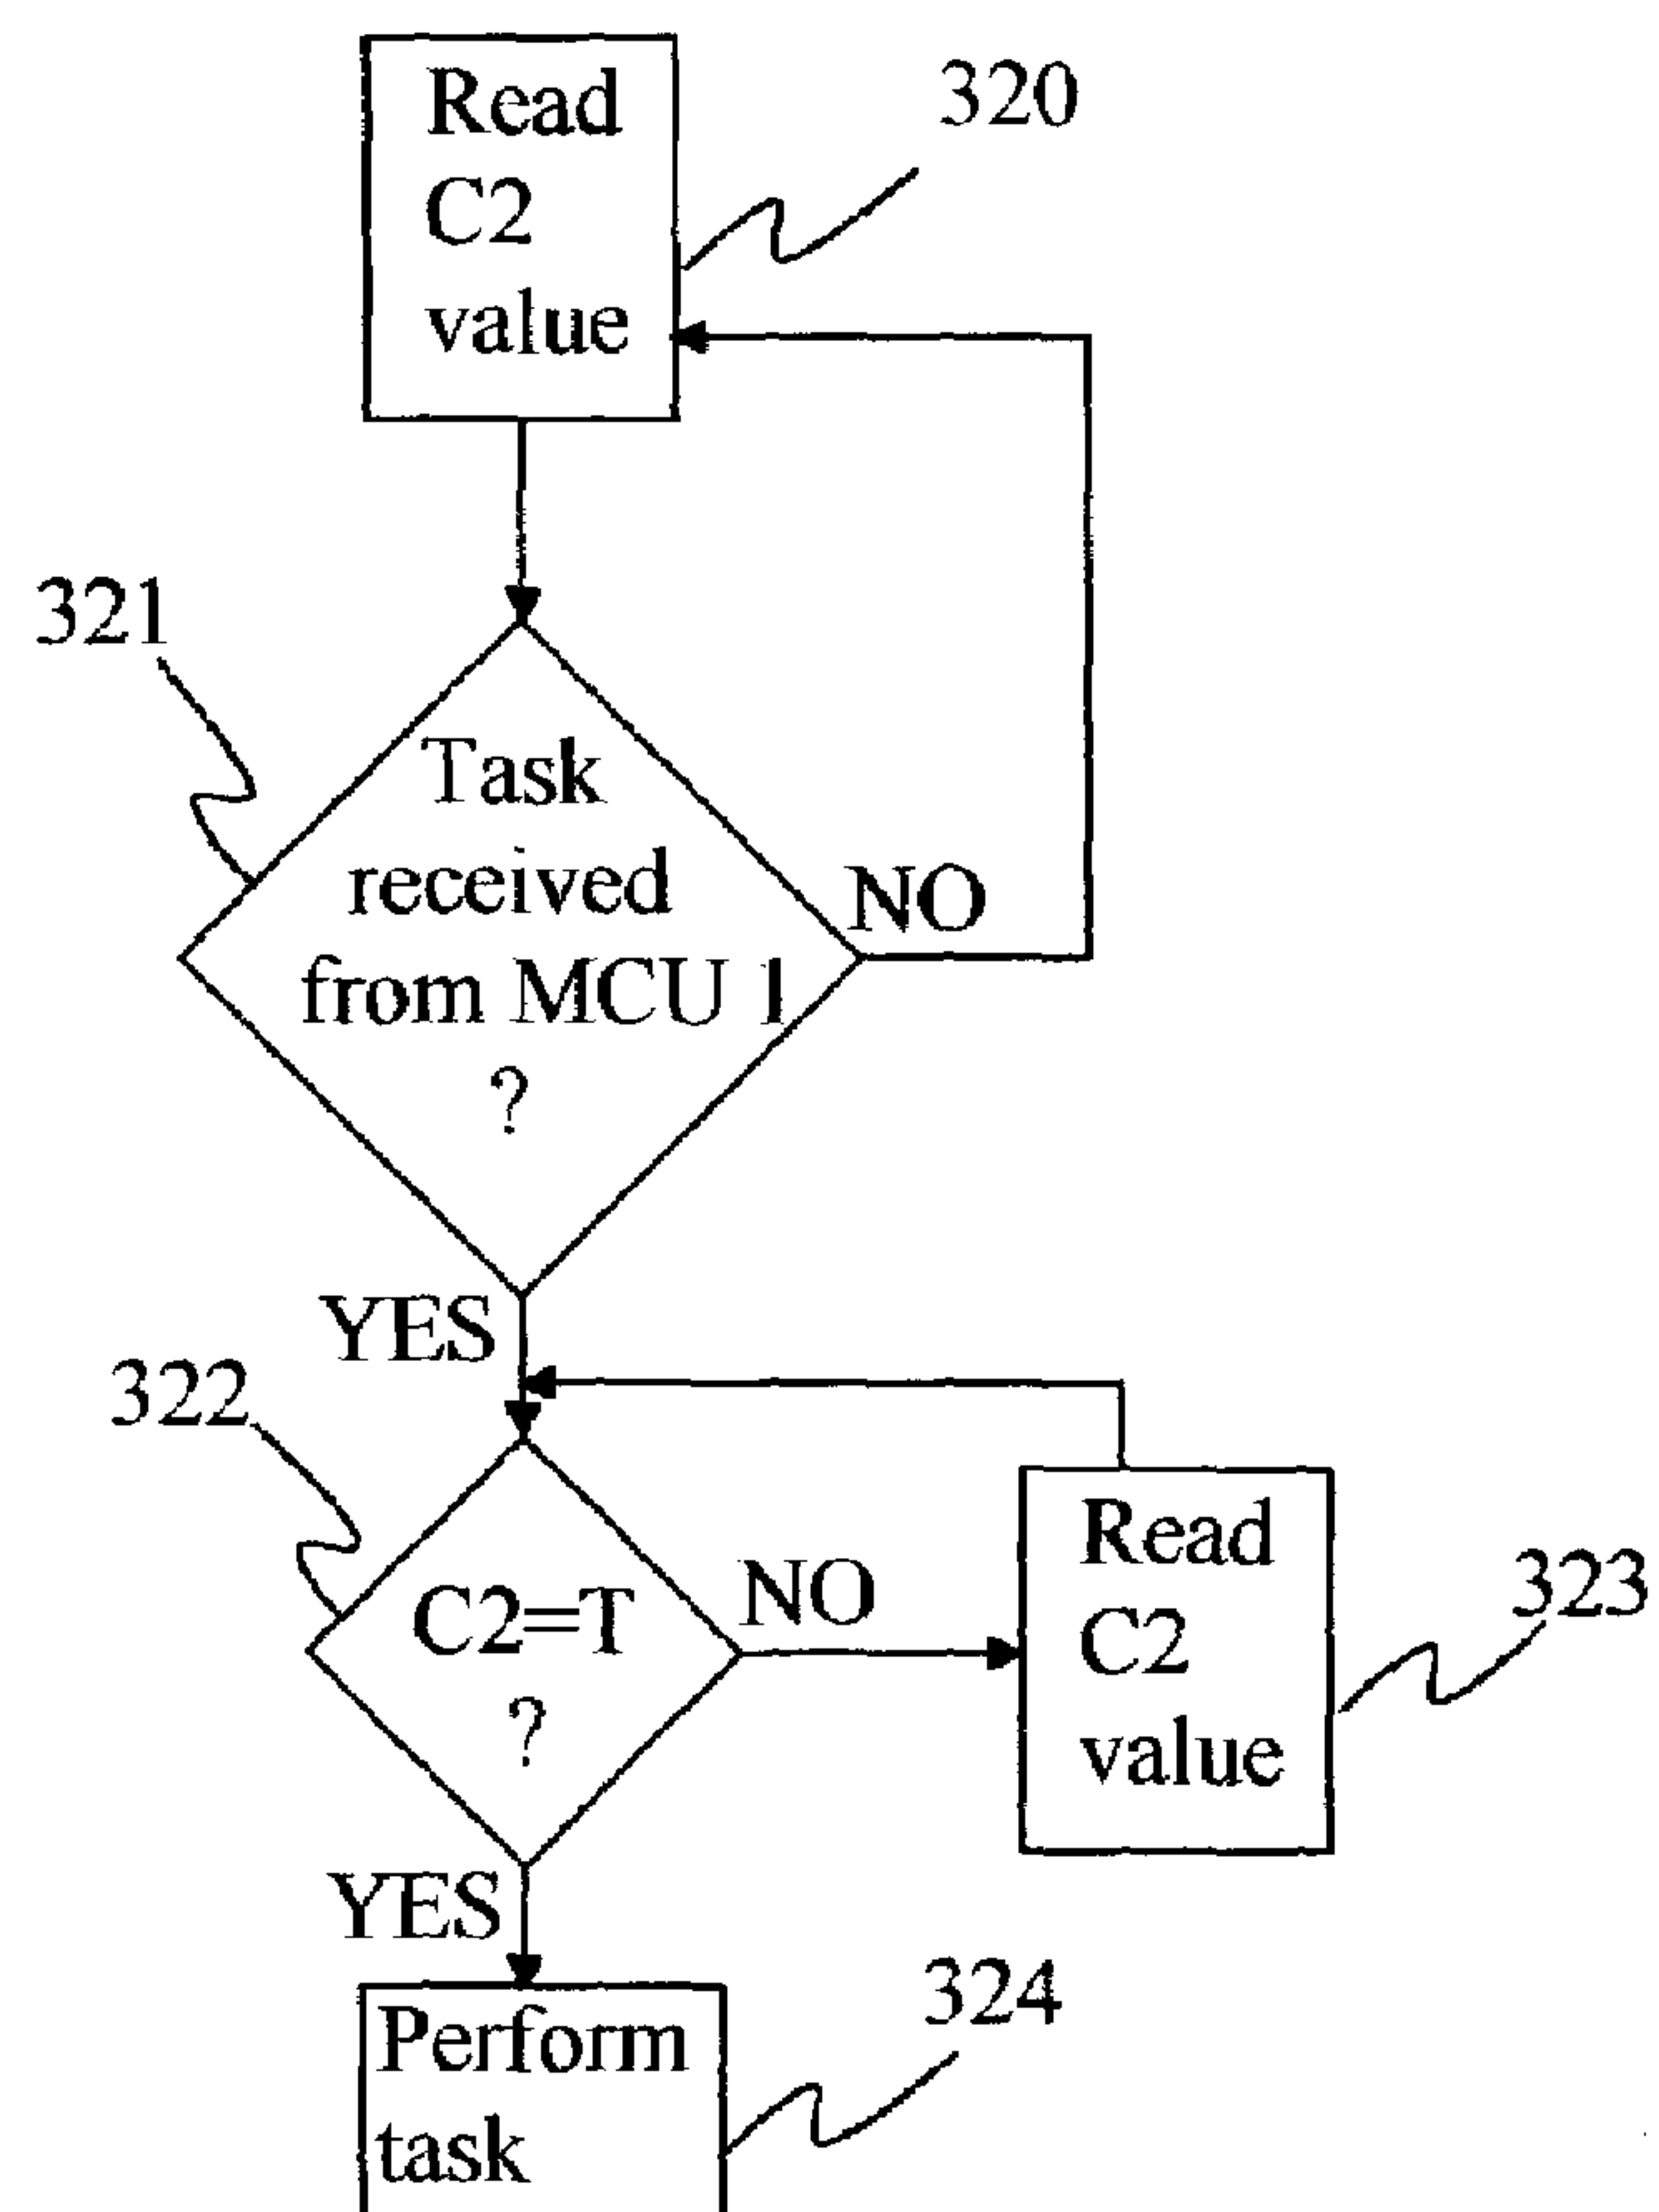 Read
C2
value
320
321
Task
received
from MCU 1
?
NO
YES
322
C2=T
?
NO
Read
C2
value
323
YES
Perform
task
324